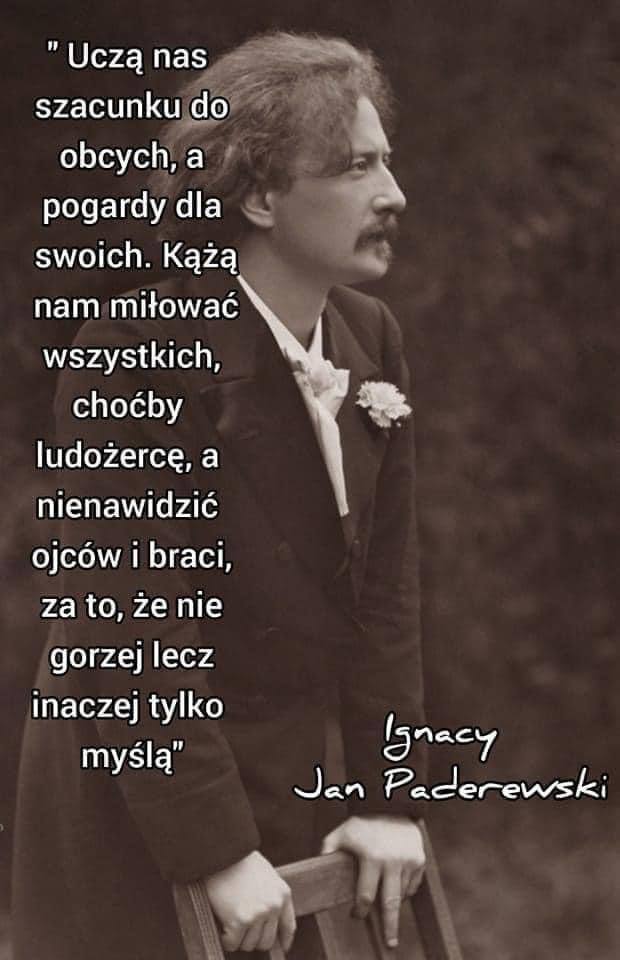 " Uczą nas
szacunku do
obcych, a
pogardy dla
swoich. Kążą
nam miłować
wszystkich,
choćby
ludożercę, a
nienawidzić
ojców i braci,
za to, że nie
gorzej lecz
inaczej tylko
myślą"
Ignacy
Jan Paderewski